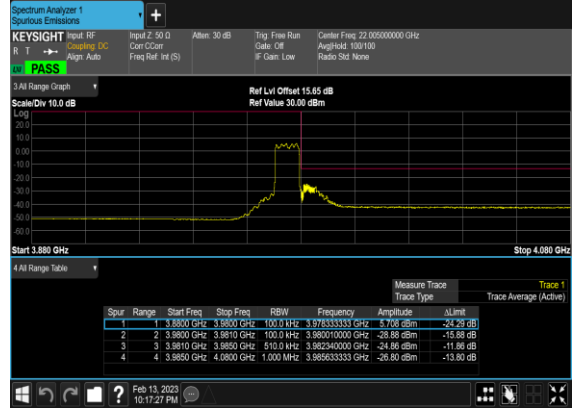 Spectrum Analyzer 1
Spurious Emissions
KEYSIGHT Input: RF Input Z: 50 Ω Atten: 30 dB Trig: Free Run Center Freq: 22.005000000 GHz
R T Coupling: DC Corr CCorr Gate: Off Avg|Hold: 100/100
Align: Auto Freq Ref: Int (S) IF Gain: Low Radio Std: None
PASS
3 All Range Graph
Ref Lvl Offset 15.65 dB
Scale/Div 10.0 dB Ref Value 30.00 dBm
Log
20.0
10.0
0.00
-10.0
-20.0
-30.0
-40.0
-50.0
-60.0
Start 3.880 GHz Stop 4.080 GHz
4 All Range Table
Measure Trace Trace 1
Trace Type Trace Average (Active)
Spur Range Start Freq Stop Freq RBW Frequency Amplitude ΔLimit
1 1 3.8800 GHz 3.9800 GHz 100.0 kHz 3.978333333 GHz 5.708 dBm -24.29 dB
2 2 3.9800 GHz 3.9810 GHz 100.0 kHz 3.980010000 GHz -28.88 dBm -15.88 dB
3 3 3.9810 GHz 3.9850 GHz 510.0 kHz 3.982340000 GHz -24.86 dBm -11.86 dB
4 4 3.9850 GHz 4.0800 GHz 1.000 MHz 3.985633333 GHz -26.80 dBm -13.80 dB
? Feb 13, 2023
10:17:27 PM